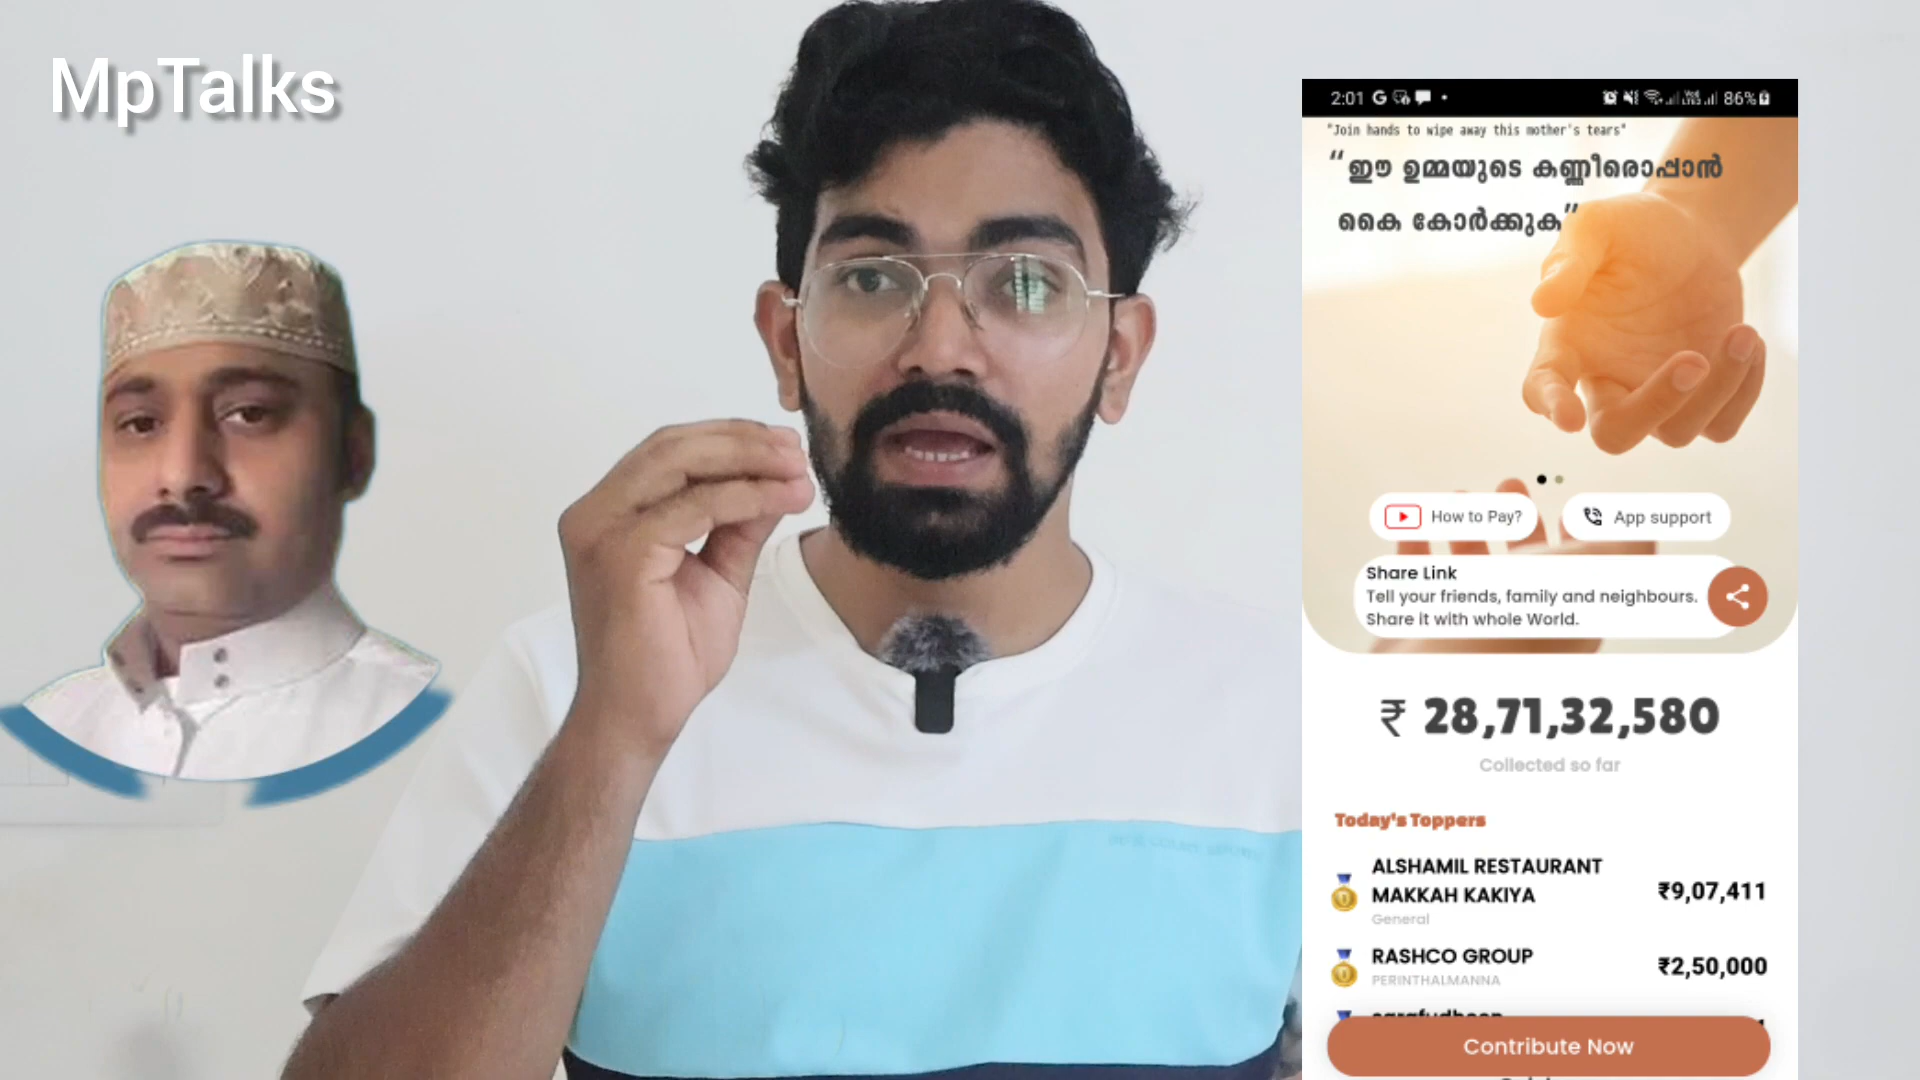 MpTalks
2:01
86%
"Join hands to wipe away this mother's tears"
“ഈ ഉമ്മയുടെ കണ്ണീരൊപ്പാൻ
കൈ കോർക്കുക”
How to Pay?
App support
Share Link
Tell your friends, family and neighbours.
Share it with whole World.
₹ 28,71,32,580
Collected so far
Today's Toppers
ALSHAMIL RESTAURANT
MAKKAH KAKIYA
₹9,07,411
General
RASHCO GROUP
₹2,50,000
PERINTHALMANNA
Contribute Now